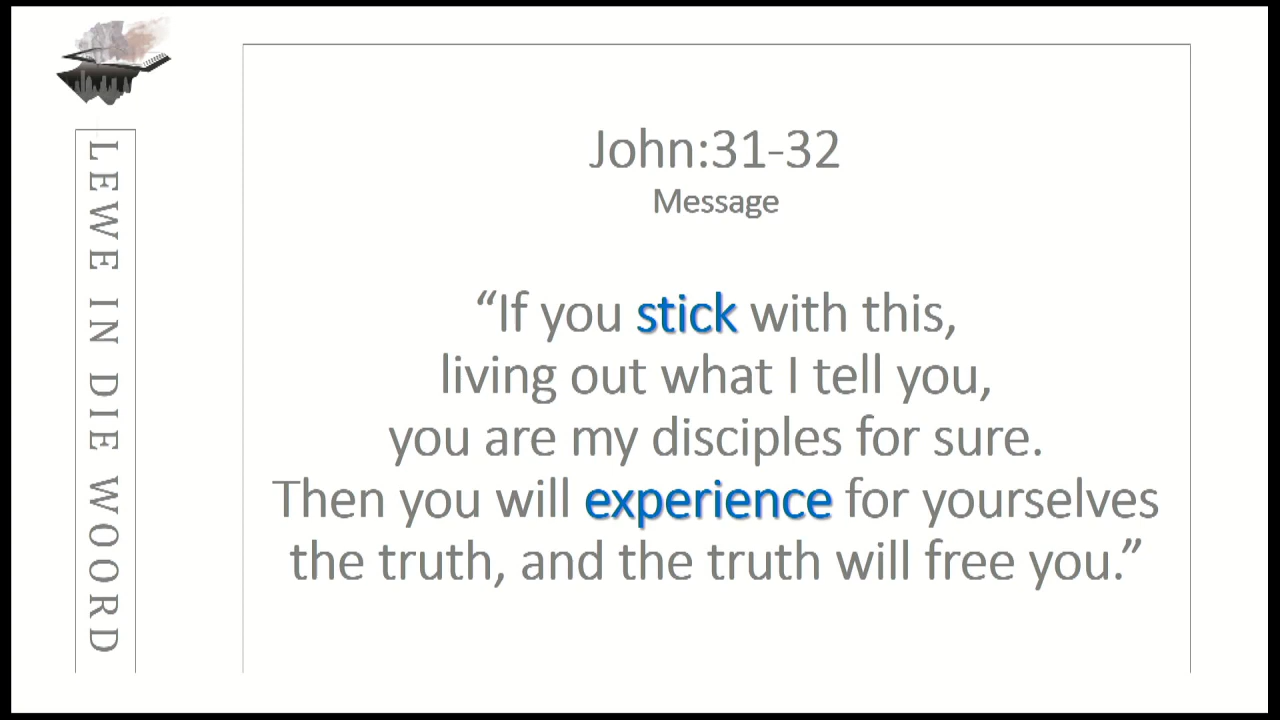 LEWE IN DIE WOORD
John:31-32
Message
“If you stick with this,
living out what I tell you,
you are my disciples for sure.
Then you will experience for yourselves
the truth, and the truth will free you.”